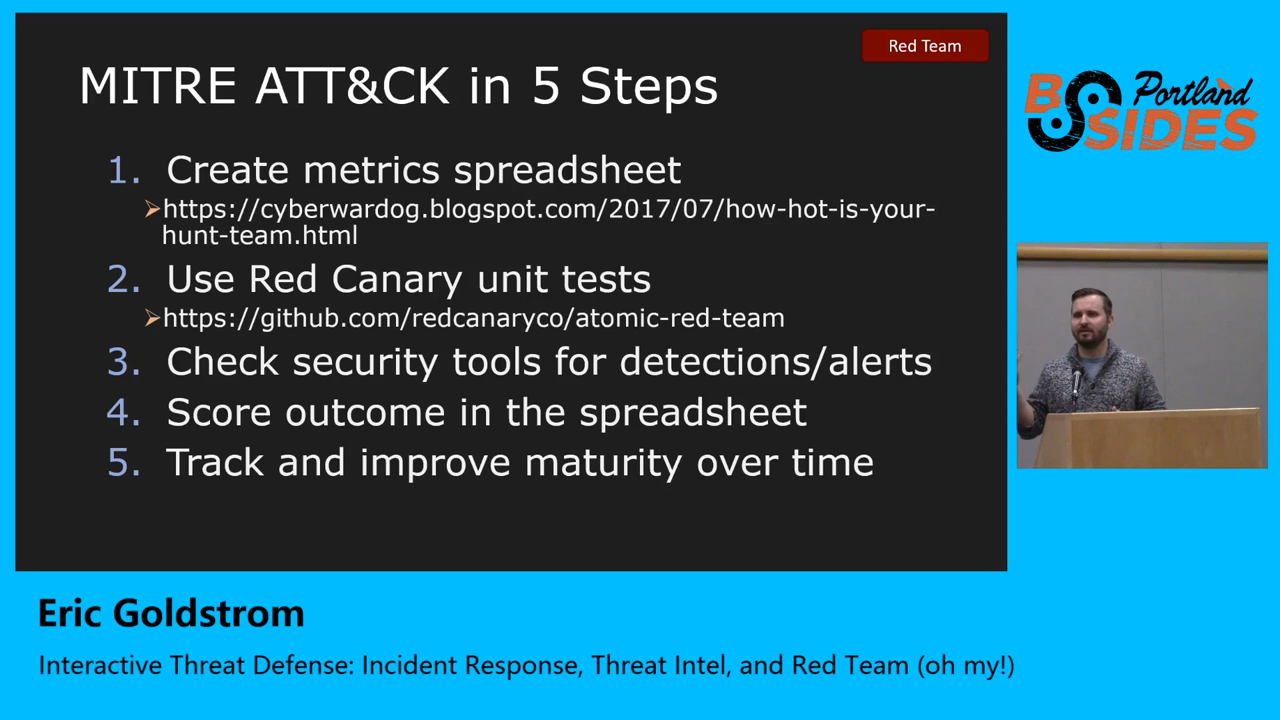 Red Team
MITRE ATT&CK in 5 Steps
1. Create metrics spreadsheet
➢https://cyberwardog.blogspot.com/2017/07/how-hot-is-your-
hunt-team.html
2. Use Red Canary unit tests
➢https://github.com/redcanaryco/atomic-red-team
3. Check security tools for detections/alerts
4. Score outcome in the spreadsheet
5. Track and improve maturity over time
BSIDES Portland
Eric Goldstrom
Interactive Threat Defense: Incident Response, Threat Intel, and Red Team (oh my!)